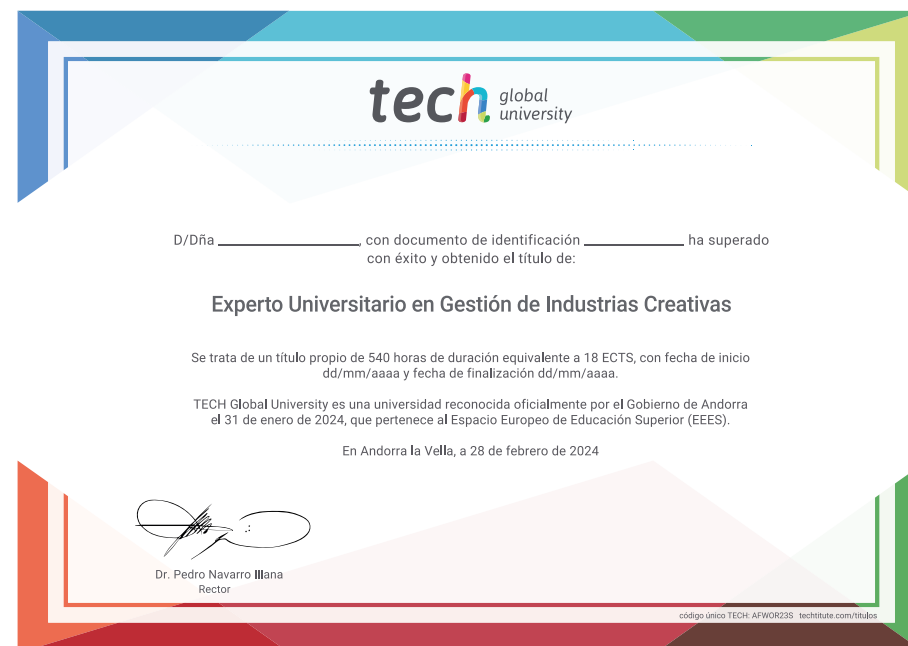 tech global university
D/Dña ________________, con documento de identificación ____________ ha superado
con éxito y obtenido el título de:
Experto Universitario en Gestión de Industrias Creativas
Se trata de un título propio de 540 horas de duración equivalente a 18 ECTS, con fecha de inicio
dd/mm/aaaa y fecha de finalización dd/mm/aaaa.
TECH Global University es una universidad reconocida oficialmente por el Gobierno de Andorra
el 31 de enero de 2024, que pertenece al Espacio Europeo de Educación Superior (EEES).
En Andorra la Vella, a 28 de febrero de 2024
Dr. Pedro Navarro Illana
Rector
código único TECH: AFWOR23S techtitute.com/titulos